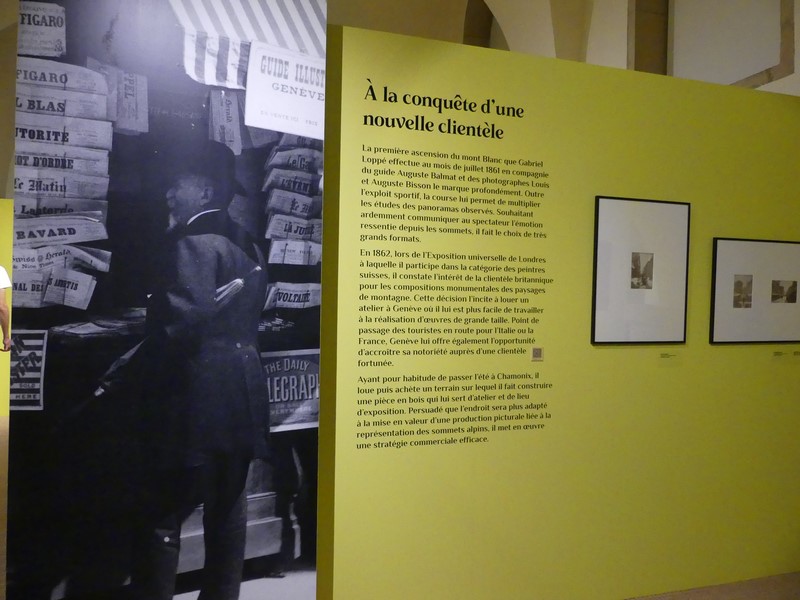 FIGARO
FIGARO
L BLAS
UTORITE
OT D'ORDRE
Le Matin
La Lanterne
BAVARD
GUIDE ILLUST
GENÈVE
LA JUST
VOLTAIRE
THE DAILY
LEGRAPH
À la conquête d'une
nouvelle clientèle
La première ascension du mont Blanc que Gabriel
Loppé effectue au mois de juillet 1861 en compagnie
du guide Auguste Balmat et des photographes Louis
et Auguste Bisson le marque profondément. Outre
l'exploit sportif, la course lui permet de multiplier
les études des panoramas observés. Souhaitant
ardemment communiquer au spectateur l'émotion
ressentie depuis les sommets, il fait le choix de très
grands formats.
En 1862, lors de l'Exposition universelle de Londres
à laquelle il participe dans la catégorie des peintres
suisses, il constate l'intérêt de la clientèle britannique
pour les compositions monumentales des paysages
de montagne. Cette décision l'incite à louer un
atelier à Genève où il lui est plus facile de travailler
à la réalisation d'œuvres de grande taille. Point de
passage des touristes en route pour l'Italie ou la
France, Genève lui offre également l'opportunité
d'accroître sa notoriété auprès d'une clientèle
fortunée.
Ayant pour habitude de passer l'été à Chamonix, il
loue puis achète un terrain sur lequel il fait construire
une pièce en bois qui lui sert d'atelier et de lieu
d'exposition. Persuadé que l'endroit sera plus adapté
à la mise en valeur d'une production picturale liée à la
représentation des sommets alpins, il met en œuvre
une stratégie commerciale efficace.